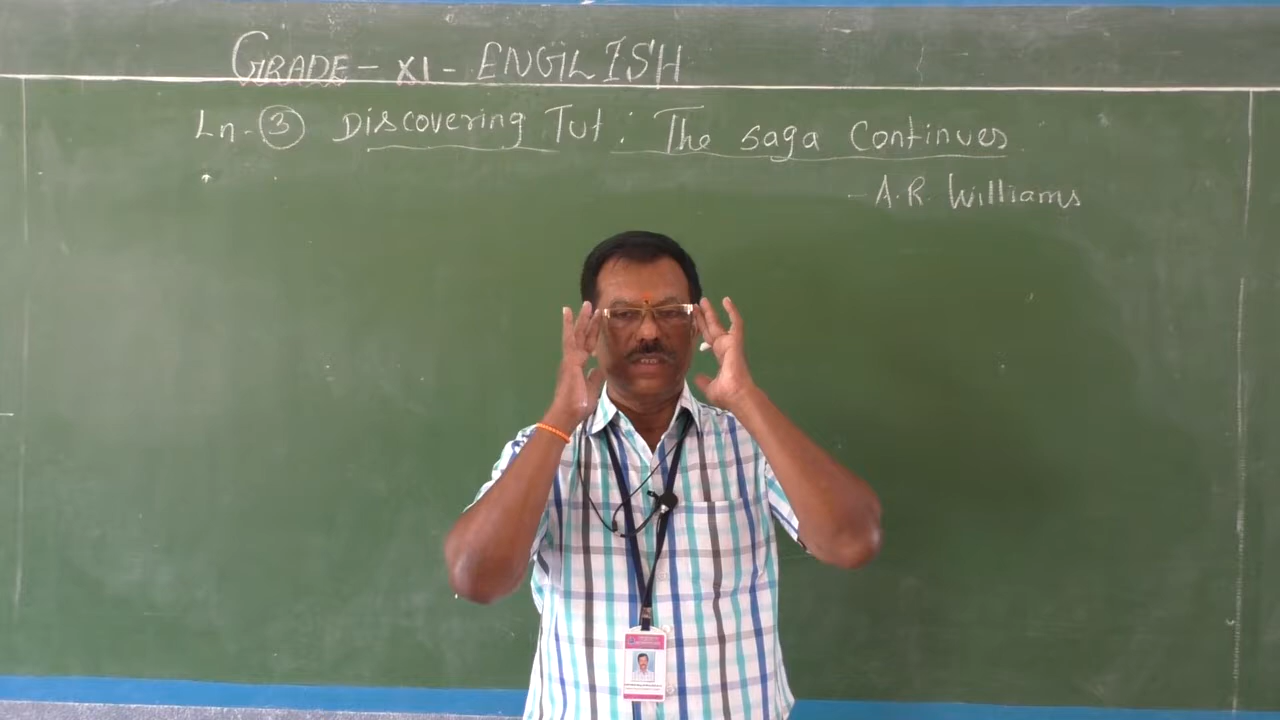 GRADE - XI - ENGLISH
Ln. 3 Discovering Tut : The saga Continues
- A.R. Williams